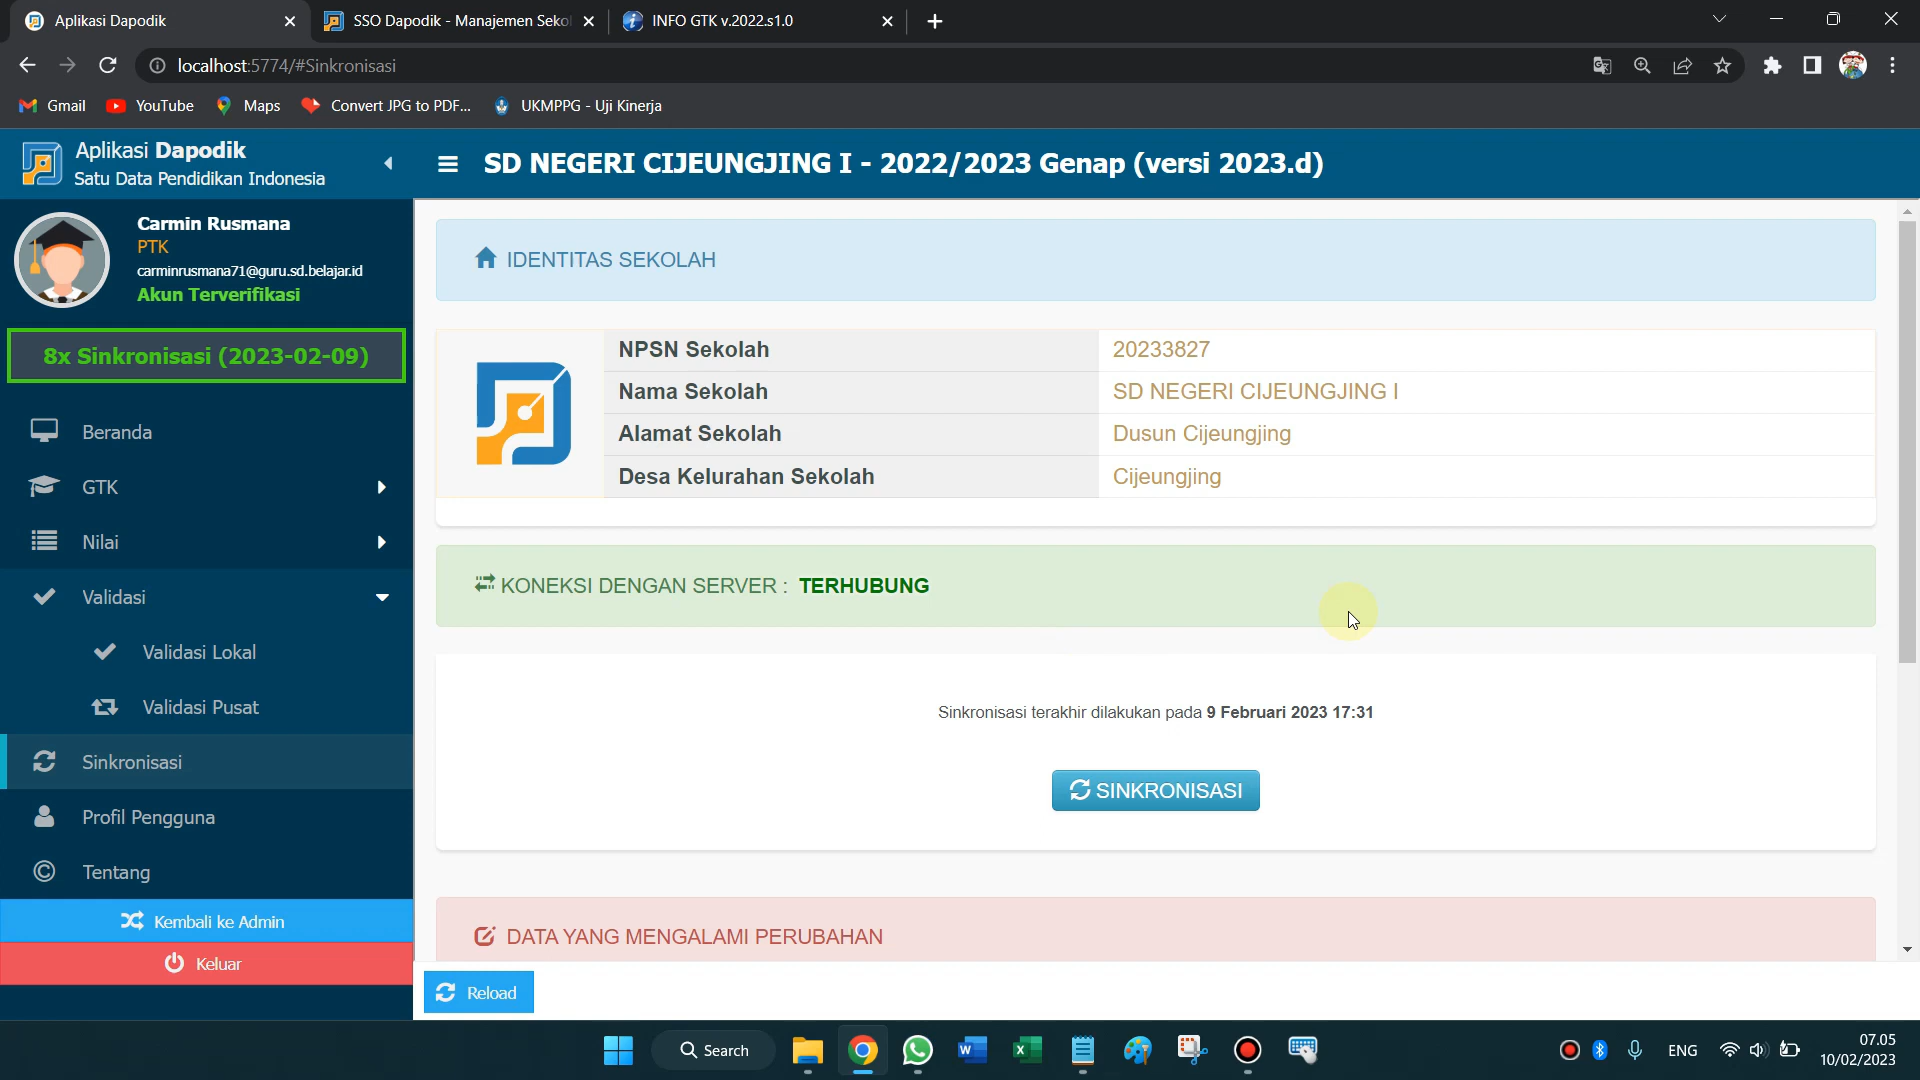 Aplikasi Dapodik
SSO Dapodik - Manajemen Sekol
INFO GTK v.2022.s1.0
localhost:5774/#Sinkronisasi
Gmail
YouTube
Maps
Convert JPG to PDF...
UKMPPG - Uji Kinerja
Aplikasi Dapodik
Satu Data Pendidikan Indonesia
SD NEGERI CIJEUNGJING I - 2022/2023 Genap (versi 2023.d)
Carmin Rusmana
PTK
carminrusmana71@guru.sd.belajar.id
Akun Terverifikasi
8x Sinkronisasi (2023-02-09)
Beranda
GTK
Nilai
Validasi
Validasi Lokal
Validasi Pusat
Sinkronisasi
Profil Pengguna
Tentang
Kembali ke Admin
Keluar
IDENTITAS SEKOLAH
NPSN Sekolah 20233827
Nama Sekolah SD NEGERI CIJEUNGJING I
Alamat Sekolah Dusun Cijeungjing
Desa Kelurahan Sekolah Cijeungjing
KONEKSI DENGAN SERVER : TERHUBUNG
Sinkronisasi terakhir dilakukan pada 9 Februari 2023 17:31
SINKRONISASI
DATA YANG MENGALAMI PERUBAHAN
Reload
Search
ENG
07.05
10/02/2023